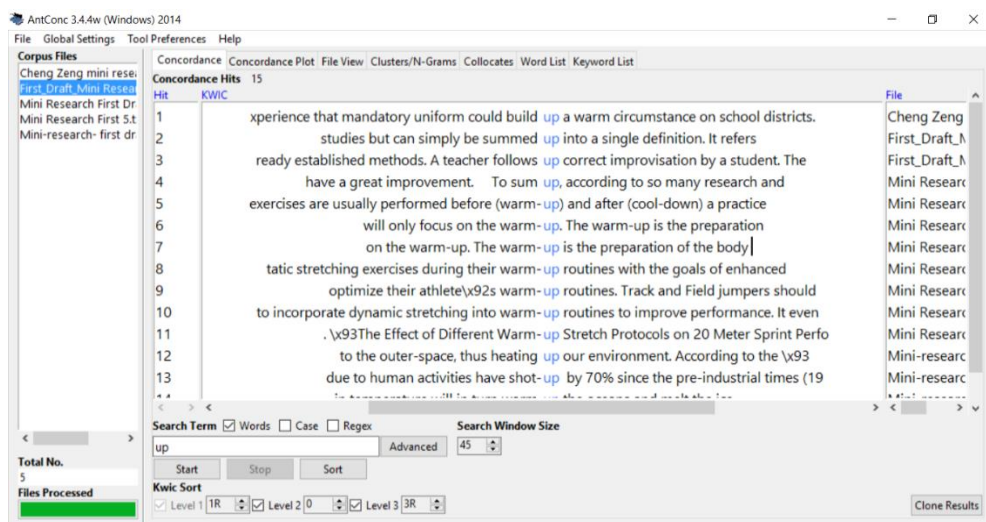 AntConc 3.4.4w (Windows) 2014
File Global Settings Tool Preferences Help
Corpus Files
Cheng Zeng mini resea
First_Draft_Mini Resear
Mini Research First Dr
Mini Research First 5.t
Mini-research- first dr
Total No.
5
Files Processed
Concordance Concordance Plot File View Clusters/N-Grams Collocates Word List Keyword List
Concordance Hits 15
Hit KWIC File
1 xperience that mandatory uniform could build up a warm circumstance on school districts. Cheng Zeng
2 studies but can simply be summed up into a single definition. It refers First_Draft_M
3 ready established methods. A teacher follows up correct improvisation by a student. The First_Draft_M
4 have a great improvement. To sum up, according to so many research and Mini Researc
5 exercises are usually performed before (warm-up) and after (cool-down) a practice Mini Researc
6 will only focus on the warm-up. The warm-up is the preparation Mini Researc
7 on the warm-up. The warm-up is the preparation of the body Mini Researc
8 tatic stretching exercises during their warm-up routines with the goals of enhanced Mini Researc
9 optimize their athlete\x92s warm-up routines. Track and Field jumpers should Mini Researc
10 to incorporate dynamic stretching into warm-up routines to improve performance. It even Mini Researc
11 . \x93The Effect of Different Warm-up Stretch Protocols on 20 Meter Sprint Perfo Mini Researc
12 to the outer-space, thus heating up our environment. According to the \x93 Mini-researc
13 due to human activities have shot-up by 70% since the pre-industrial times (19 Mini-researc
Search Term Words Case Regex Search Window Size
up Advanced 45
Start Stop Sort
Kwic Sort
Level 1 1R Level 2 0 Level 3 3R Clone Results